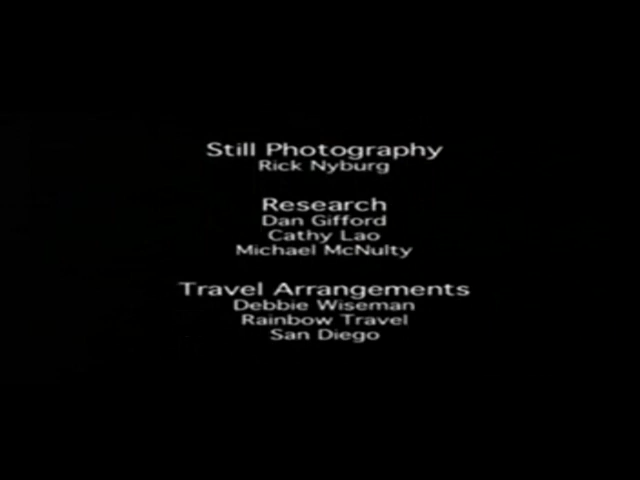 Still Photography
Rick Nyburg
Research
Dan Gifford
Cathy Lao
Michael McNulty
Travel Arrangements
Debbie Wiseman
Rainbow Travel
San Diego